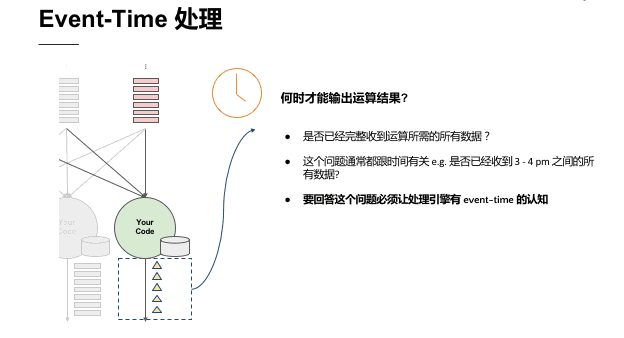 Event-Time 处理
何时才能输出运算结果?
● 是否已经完整收到运算所需的所有数据？
● 这个问题通常都跟时间有关 e.g. 是否已经收到 3 - 4 pm 之间的所
有数据?
● 要回答这个问题必须让处理引擎有 event-time 的认知
Your
Code
Your
Code